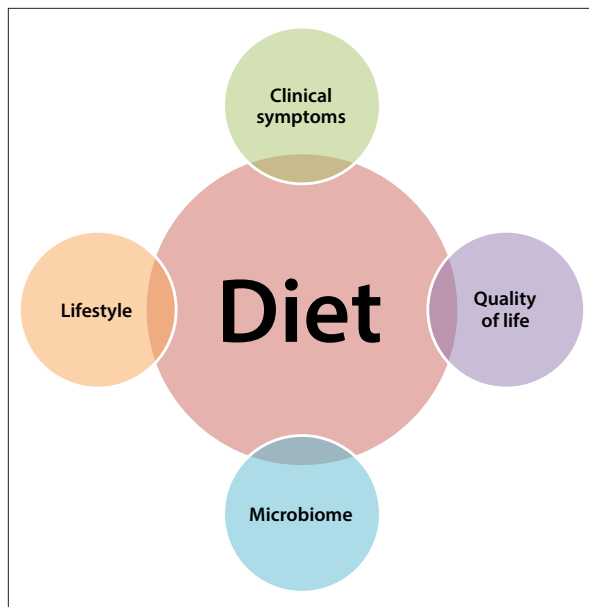 Clinical
symptoms
Lifestyle
Diet
Quality
of life
Microbiome